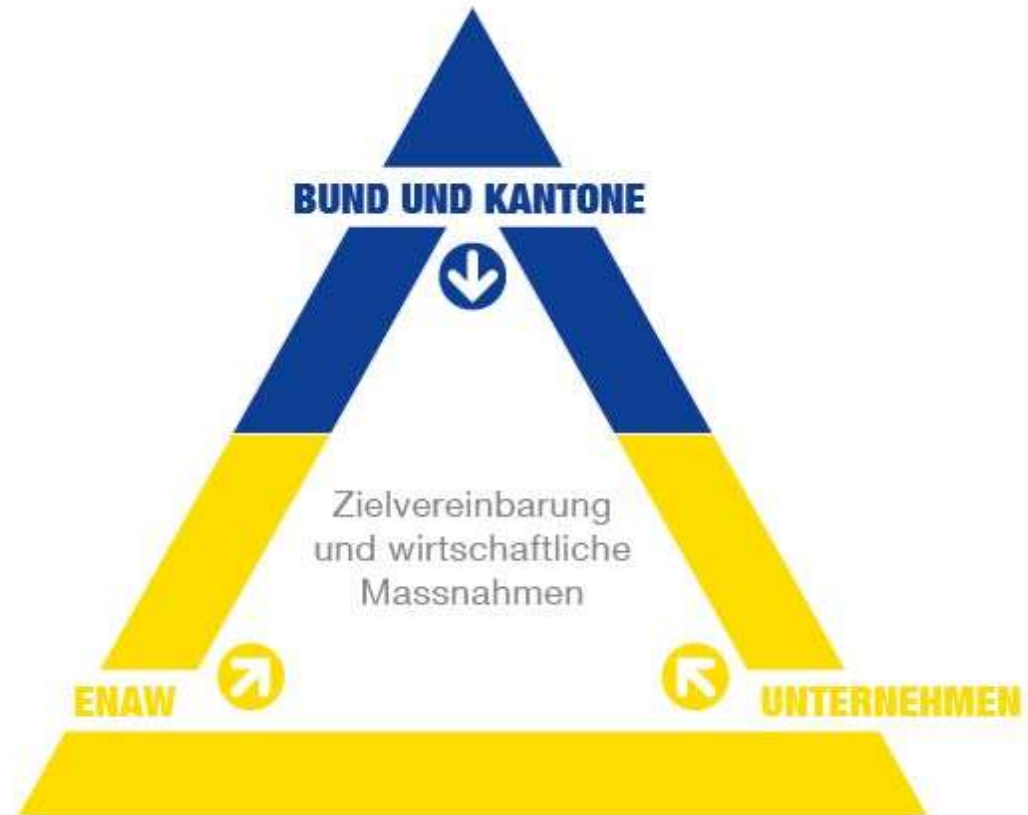 BUND UND KANTONE
Zielvereinbarung
und wirtschaftliche
Massnahmen
ENAW
UNTERNEHMEN